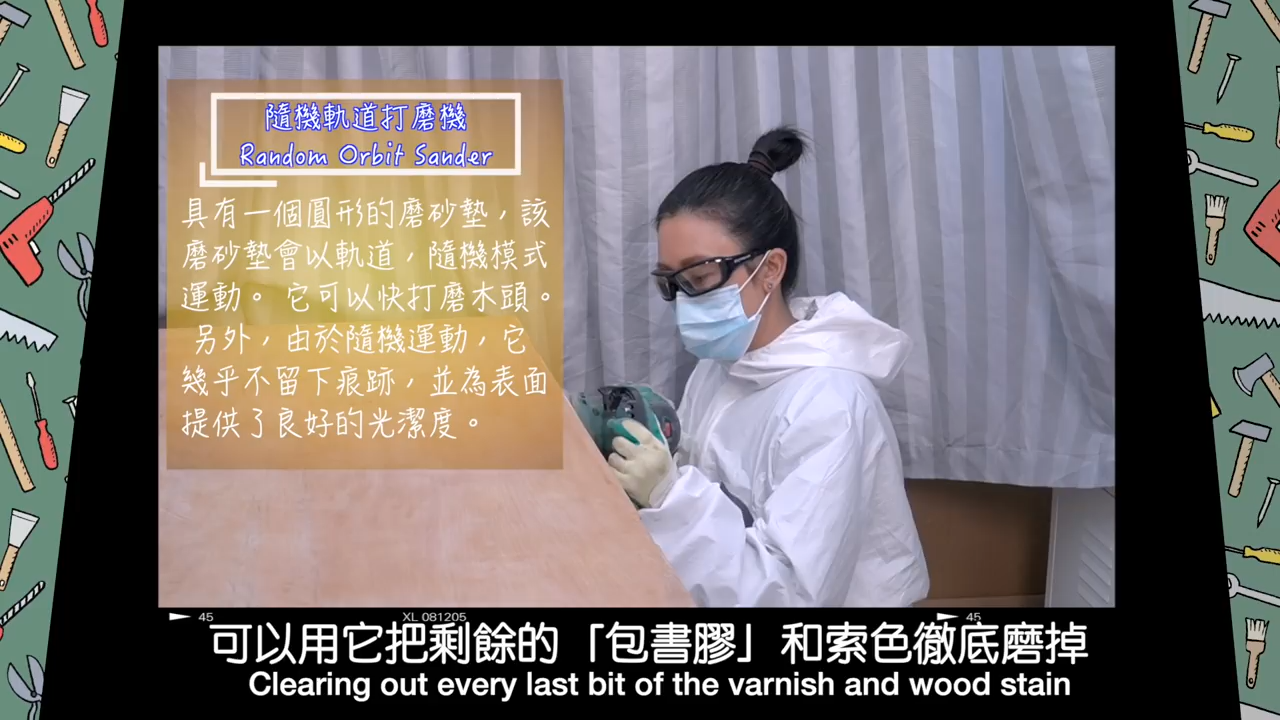 隨機軌道打磨機
Random Orbit Sander
具有一個圓形的磨砂墊，該
磨砂墊會以軌道，隨機模式
運動。 它可以快打磨木頭。
另外，由於隨機運動，它
幾乎不留下痕跡，並為表面
提供了良好的光潔度。
45
XL 081205
45
可以用它把剩餘的「包書膠」和索色徹底磨掉
Clearing out every last bit of the varnish and wood stain